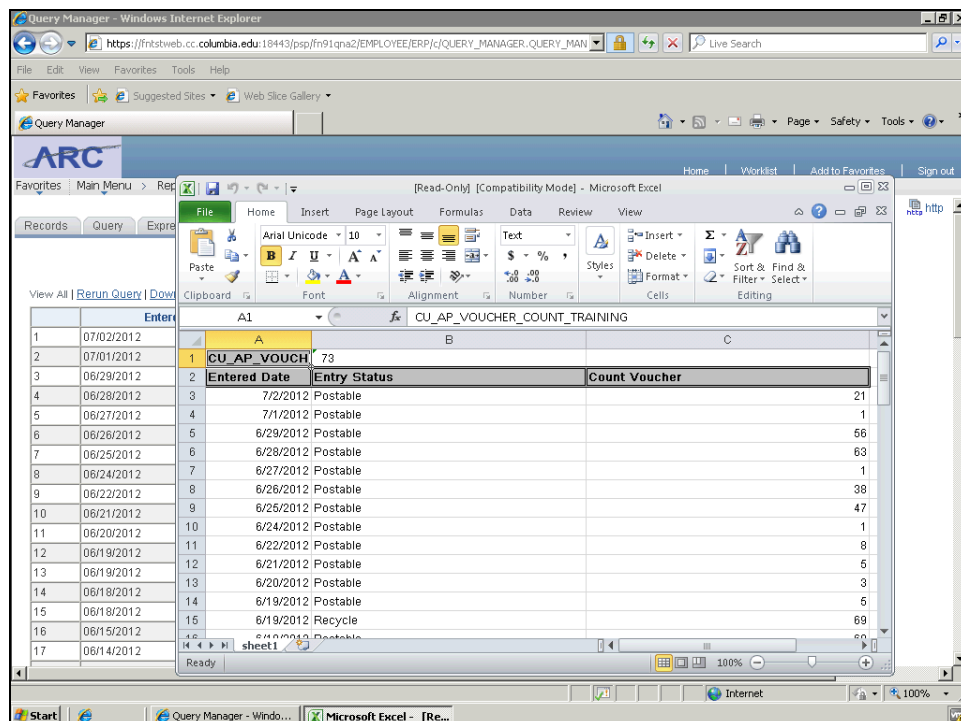 Query Manager - Windows Internet Explorer
https://fntstweb.cc.columbia.edu:18443/psp/fn91qna2/EMPLOYEE/ERP/c/QUERY_MANAGER.QUERY_MAN
Live Search
File Edit View Favorites Tools Help
Favorites Suggested Sites Web Slice Gallery
Query Manager
Page Safety Tools
ARC
Home | Worklist | Add to Favorites | Sign out
Favorites Main Menu > Rep
http
http
Records Query Expre
View All | Rerun Query | Down
Entere
1 07/02/2012
2 07/01/2012
3 06/29/2012
4 06/28/2012
5 06/27/2012
6 06/26/2012
7 06/25/2012
8 06/24/2012
9 06/22/2012
10 06/21/2012
11 06/20/2012
12 06/19/2012
13 06/19/2012
14 06/18/2012
15 06/18/2012
16 06/15/2012
17 06/14/2012
[Read-Only] [Compatibility Mode] - Microsoft Excel
File Home Insert Page Layout Formulas Data Review View
Paste
Arial Unicode 10
B I U A A
A
Text
$ % ,
.00 .00
A
Styles
Insert
Delete
Format
Σ
Sort & Filter
Find & Select
Clipboard Font Alignment Number Cells Editing
A1 fx CU_AP_VOUCHER_COUNT_TRAINING
A B C
1 CU_AP_VOUCH 73
2 Entered Date Entry Status Count Voucher
3 7/2/2012 Postable 21
4 7/1/2012 Postable 1
5 6/29/2012 Postable 56
6 6/28/2012 Postable 63
7 6/27/2012 Postable 1
8 6/26/2012 Postable 38
9 6/25/2012 Postable 47
10 6/24/2012 Postable 1
11 6/22/2012 Postable 8
12 6/21/2012 Postable 5
13 6/20/2012 Postable 3
14 6/19/2012 Postable 5
15 6/19/2012 Recycle 69
sheet1
Ready 100%
Internet 100%
Start Query Manager - Windo... Microsoft Excel - [Re...